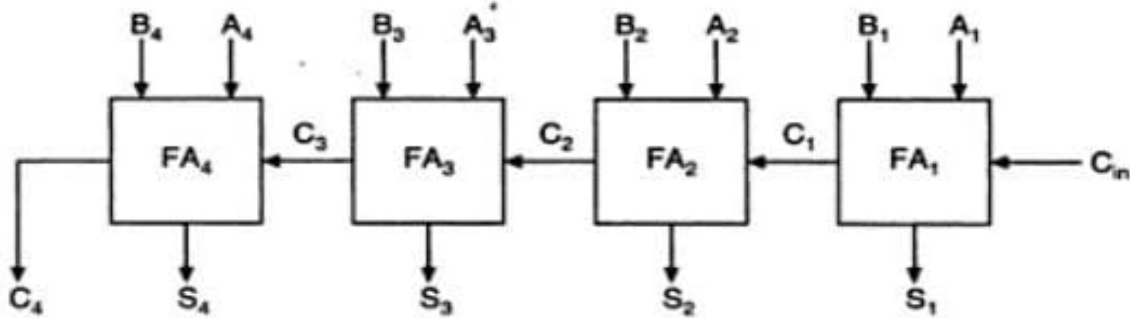 B₄ A₄ B₃ A₃ B₂ A₂ B₁ A₁
C₃ C₂ C₁
FA₄ FA₃ FA₂ FA₁ C_in
C₄ S₄ S₃ S₂ S₁